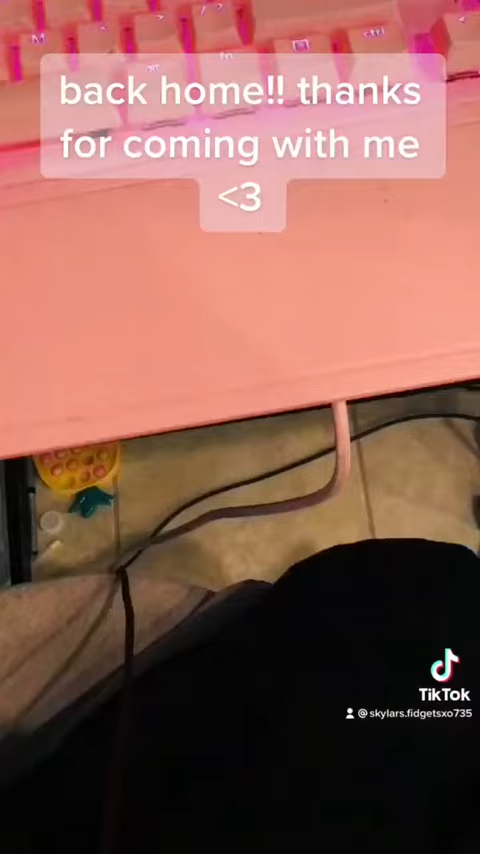 back home!! thanks
for coming with me
<3
TikTok
@skylars.fidgetsxo735